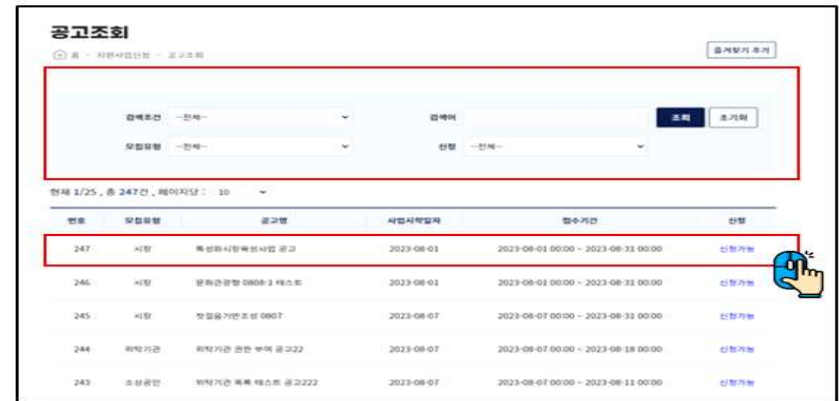 공고조회
홈 - 지원사업신청 - 공고조회
즐겨찾기 추가
검색조건 --전체-- 검색어 조회 초기화
모집유형 --전체-- 신청 --전체--
현재 1/25 , 총 247건 , 페이지당 : 10
번호 모집유형 공고명 사업시작일자 접수기간 신청
247 시장 특성화시장육성사업 공고 2023-08-01 2023-08-01 00:00 ~ 2023-08-31 00:00 신청가능
246 시장 문화관광형 0808-1 테스트 2023-08-01 2023-08-01 00:00 ~ 2023-08-31 00:00 신청가능
245 시장 첫걸음기반조성 0807 2023-08-07 2023-08-07 00:00 ~ 2023-08-31 00:00 신청가능
244 위탁기관 위탁기관 권한 부여 공고22 2023-08-07 2023-08-07 00:00 ~ 2023-08-18 00:00 신청가능
243 소상공인 위탁기관 목록 테스트 공고222 2023-08-07 2023-08-07 00:00 ~ 2023-08-11 00:00 신청가능